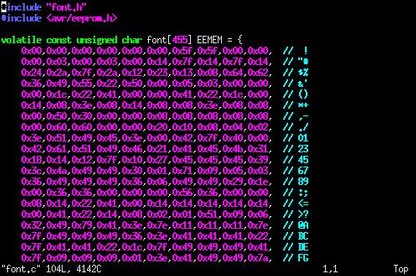 #include "font.h"
#include <avr/eeprom.h>
volatile const unsigned char font[455] EEMEM = {
0x00,0x00,0x00,0x00,0x00,0x00,0x5f,0x5f,0x00,0x00, // !
0x00,0x03,0x00,0x03,0x00,0x14,0x7f,0x14,0x7f,0x14, // "#
0x24,0x2a,0x7f,0x2a,0x12,0x23,0x13,0x08,0x64,0x62, // $%
0x36,0x49,0x55,0x22,0x50,0x00,0x05,0x03,0x00,0x00, // &'
0x00,0x1c,0x22,0x41,0x00,0x00,0x41,0x22,0x1c,0x00, // ()
0x14,0x08,0x3e,0x08,0x14,0x08,0x08,0x3e,0x08,0x08, // *+
0x00,0x50,0x30,0x00,0x00,0x08,0x08,0x08,0x08,0x08, // ,-
0x00,0x60,0x60,0x00,0x00,0x20,0x10,0x08,0x04,0x02, // ./
0x3e,0x51,0x49,0x45,0x3e,0x00,0x42,0x7f,0x40,0x00, // 01
0x42,0x61,0x51,0x49,0x46,0x21,0x41,0x45,0x4b,0x31, // 23
0x18,0x14,0x12,0x7f,0x10,0x27,0x45,0x45,0x45,0x39, // 45
0x3c,0x4a,0x49,0x49,0x30,0x01,0x71,0x09,0x05,0x03, // 67
0x36,0x49,0x49,0x49,0x36,0x06,0x49,0x49,0x29,0x1e, // 89
0x00,0x36,0x36,0x00,0x00,0x00,0x56,0x36,0x00,0x00, // :;
0x08,0x14,0x22,0x41,0x00,0x14,0x14,0x14,0x14,0x14, // <=
0x00,0x41,0x22,0x14,0x08,0x02,0x01,0x51,0x09,0x06, // >?
0x32,0x49,0x79,0x41,0x3e,0x7e,0x11,0x11,0x11,0x7e, // @A
0x7f,0x49,0x49,0x49,0x36,0x3e,0x41,0x41,0x41,0x22, // BC
0x7f,0x41,0x41,0x22,0x1c,0x7f,0x49,0x49,0x49,0x41, // DE
0x7f,0x09,0x09,0x09,0x01,0x3e,0x41,0x49,0x49,0x7a, // FG
"font.c" 104L, 4142C 1,1 Top